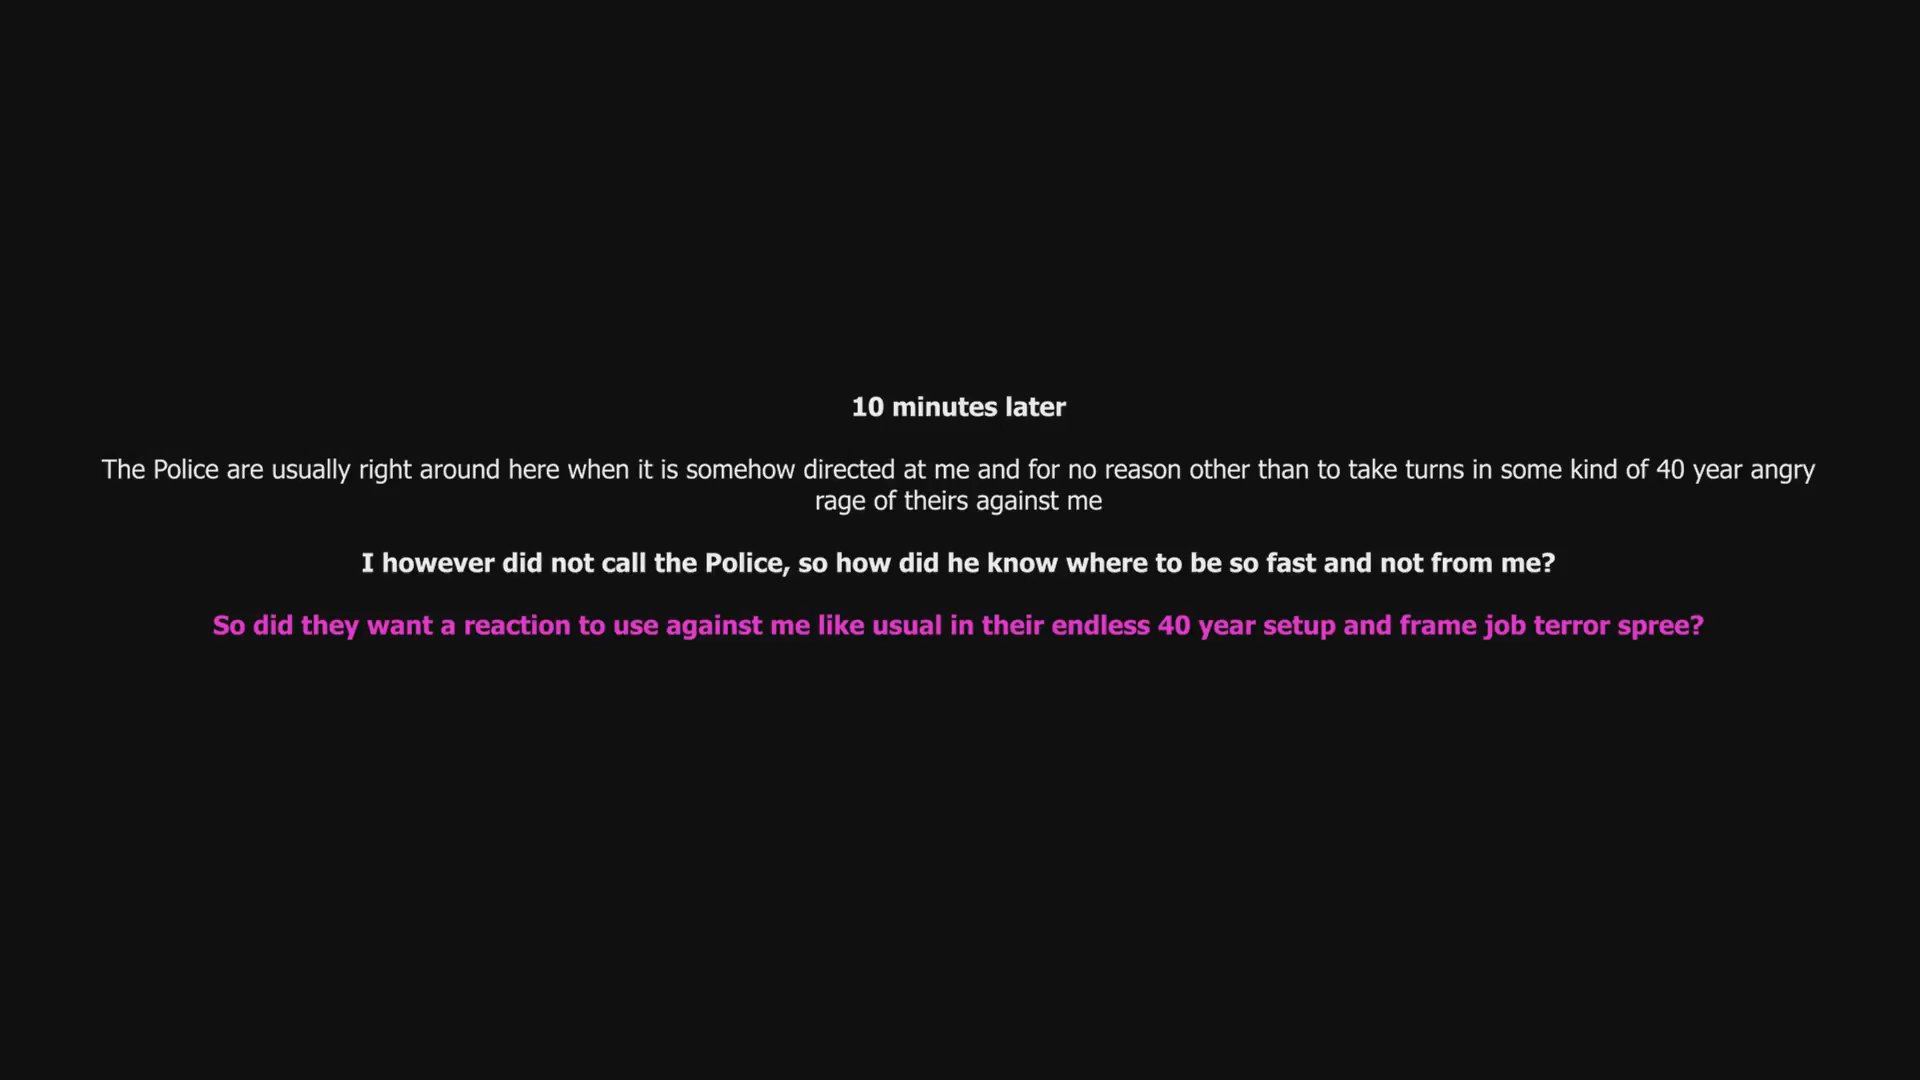 10 minutes later
The Police are usually right around here when it is somehow directed at me and for no reason other than to take turns in some kind of 40 year angry
rage of theirs against me
I however did not call the Police, so how did he know where to be so fast and not from me?
So did they want a reaction to use against me like usual in their endless 40 year setup and frame job terror spree?